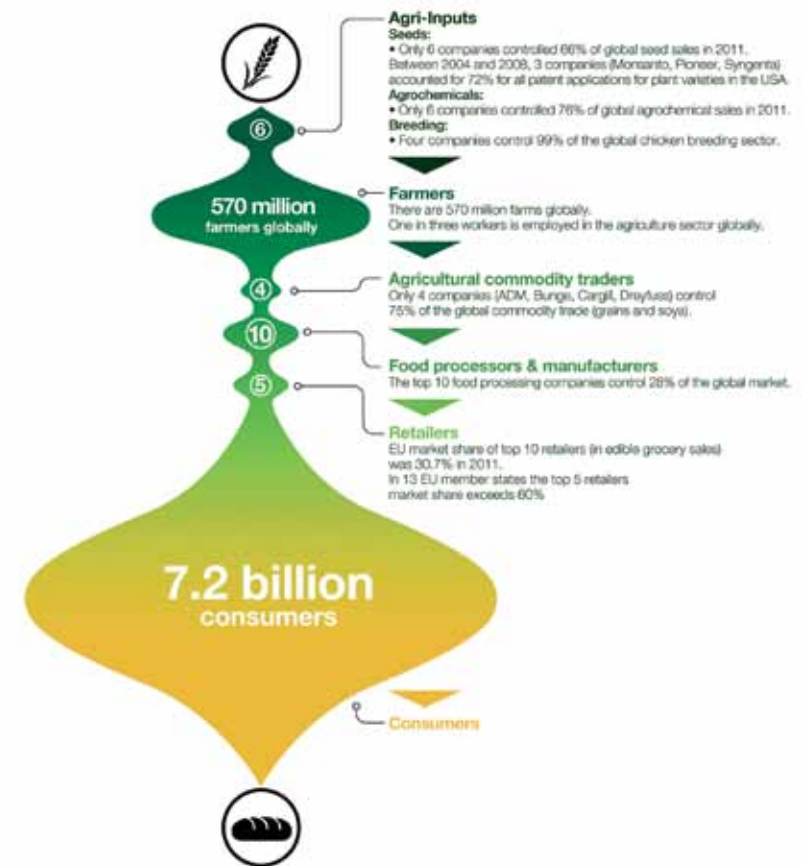 Agri-Inputs
Seeds:
• Only 6 companies controlled 66% of global seed sales in 2011.
Between 2004 and 2008, 3 companies (Monsanto, Pioneer, Syngenta)
accounted for 72% for all patent applications for plant varieties in the USA.
Agrochemicals:
• Only 6 companies controlled 76% of global agrochemical sales in 2011.
Breeding:
• Four companies control 99% of the global chicken breeding sector.
6
Farmers
There are 570 million farms globally.
One in three workers is employed in the agriculture sector globally.
570 million
farmers globally
Agricultural commodity traders
Only 4 companies (ADM, Bunge, Cargill, Dreyfuss) control
75% of the global commodity trade (grains and soya).
4
10
Food processors & manufacturers
The top 10 food processing companies control 28% of the global market.
5
Retailers
EU market share of top 10 retailers (in edible grocery sales)
was 30.7% in 2011.
In 13 EU member states the top 5 retailers
market share exceeds 60%
7.2 billion
consumers
Consumers